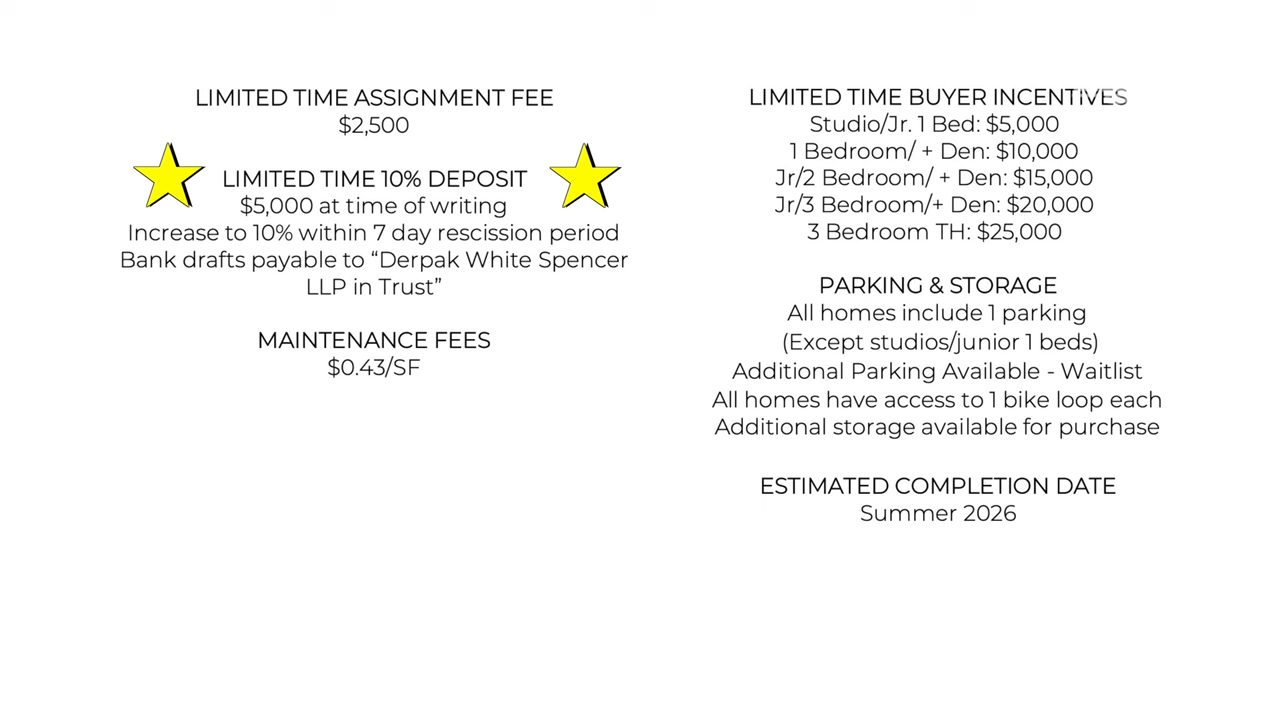 LIMITED TIME ASSIGNMENT FEE
$2,500
LIMITED TIME 10% DEPOSIT
$5,000 at time of writing
Increase to 10% within 7 day rescission period
Bank drafts payable to “Derpak White Spencer
LLP in Trust”
MAINTENANCE FEES
$0.43/SF
LIMITED TIME BUYER INCENTIVES
Studio/Jr. 1 Bed: $5,000
1 Bedroom/ + Den: $10,000
Jr/2 Bedroom/ + Den: $15,000
Jr/3 Bedroom/+ Den: $20,000
3 Bedroom TH: $25,000
PARKING & STORAGE
All homes include 1 parking
(Except studios/junior 1 beds)
Additional Parking Available - Waitlist
All homes have access to 1 bike loop each
Additional storage available for purchase
ESTIMATED COMPLETION DATE
Summer 2026